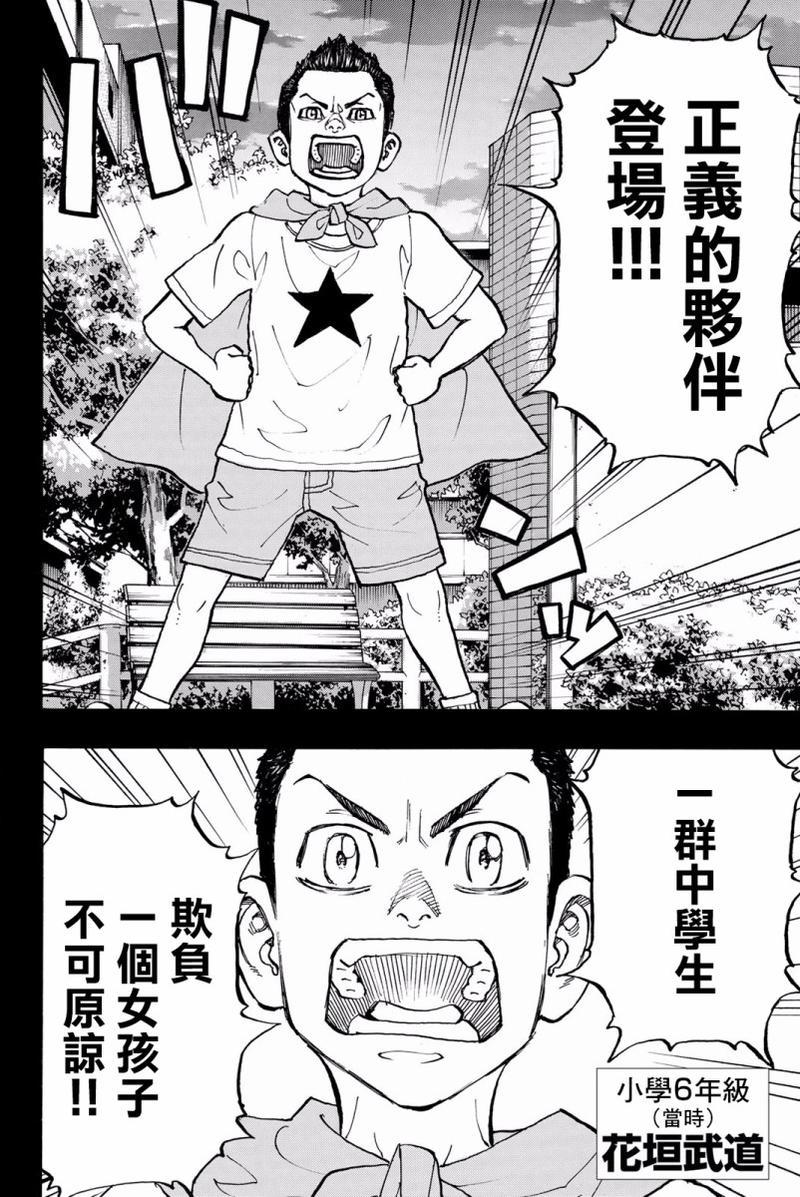 正義的夥伴
登場!!!
一群中學生
欺負
一個女孩子
不可原諒!!
小學6年級
(當時)
花垣武道